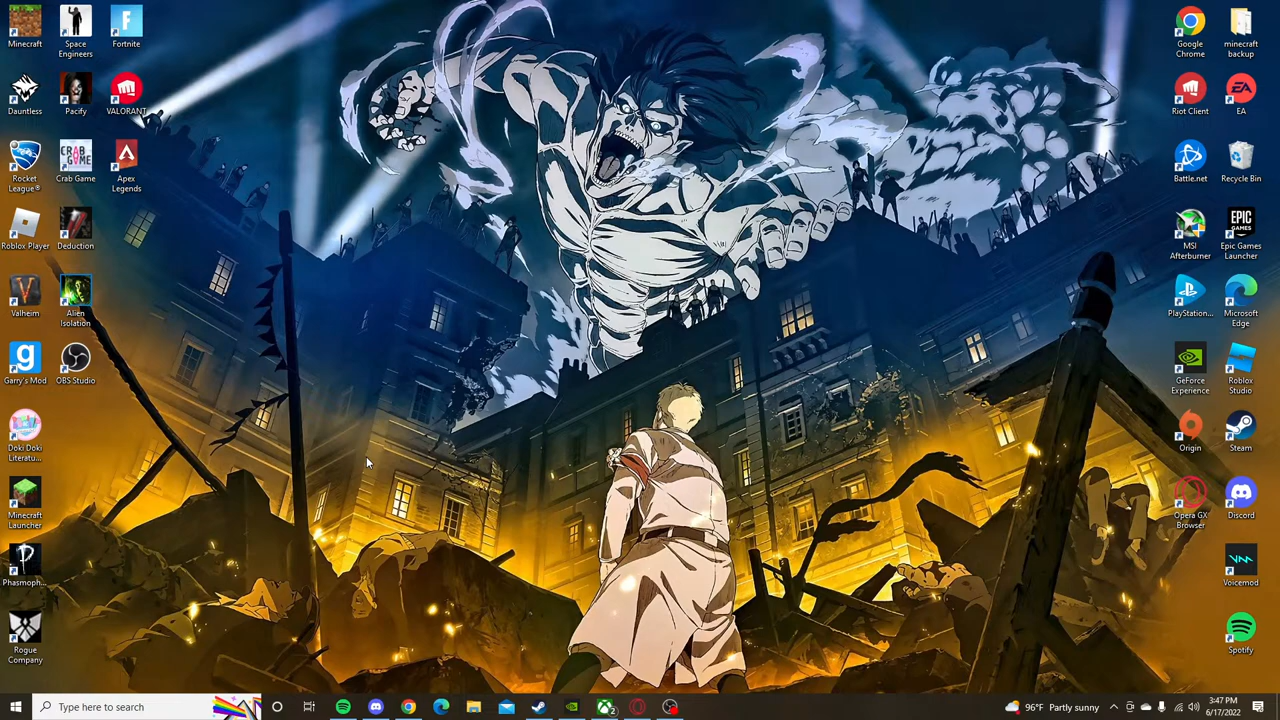 Minecraft
Space
Engineers
Fortnite
Dauntless
Pacify
VALORANT
Rocket
League®
CRAB
GAME
Crab Game
Apex
Legends
Roblox Player
Deduction
Valheim
Alien
Isolation
Garry's Mod
OBS Studio
Doki Doki
Literatu...
Minecraft
Launcher
Phasmoph...
Rogue
Company
Google
Chrome
minecraft
backup
Riot Client
EA
EA
Battle.net
Recycle Bin
MSI
Afterburner
EPIC
GAMES
Epic Games
Launcher
PlayStation...
Microsoft
Edge
GeForce
Experience
Roblox
Studio
Origin
Steam
Opera GX
Browser
Discord
Voicemod
Spotify
Type here to search
2
96°F Partly sunny
3:47 PM
6/17/2022